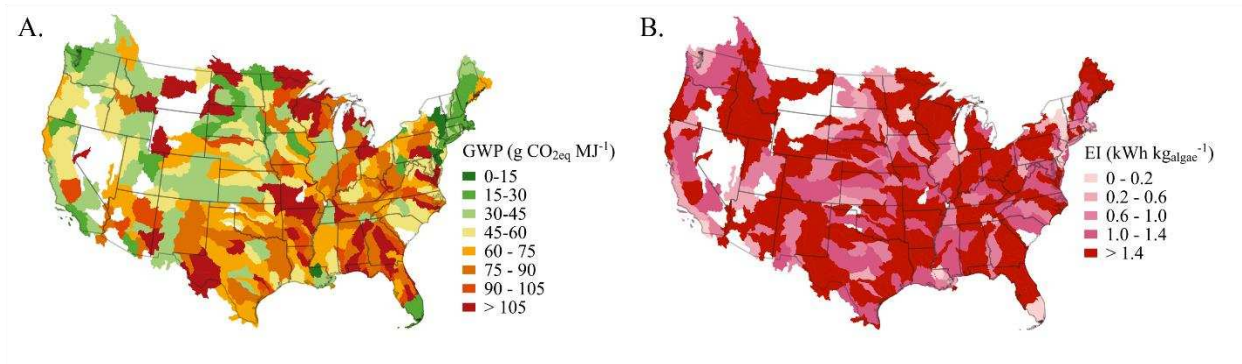 A.
GWP (g CO2eq MJ-1)
0-15
15-30
30-45
45-60
60 - 75
75 - 90
90 - 105
> 105
B.
EI (kWh kgalgae-1)
0 - 0.2
0.2 - 0.6
0.6 - 1.0
1.0 - 1.4
> 1.4